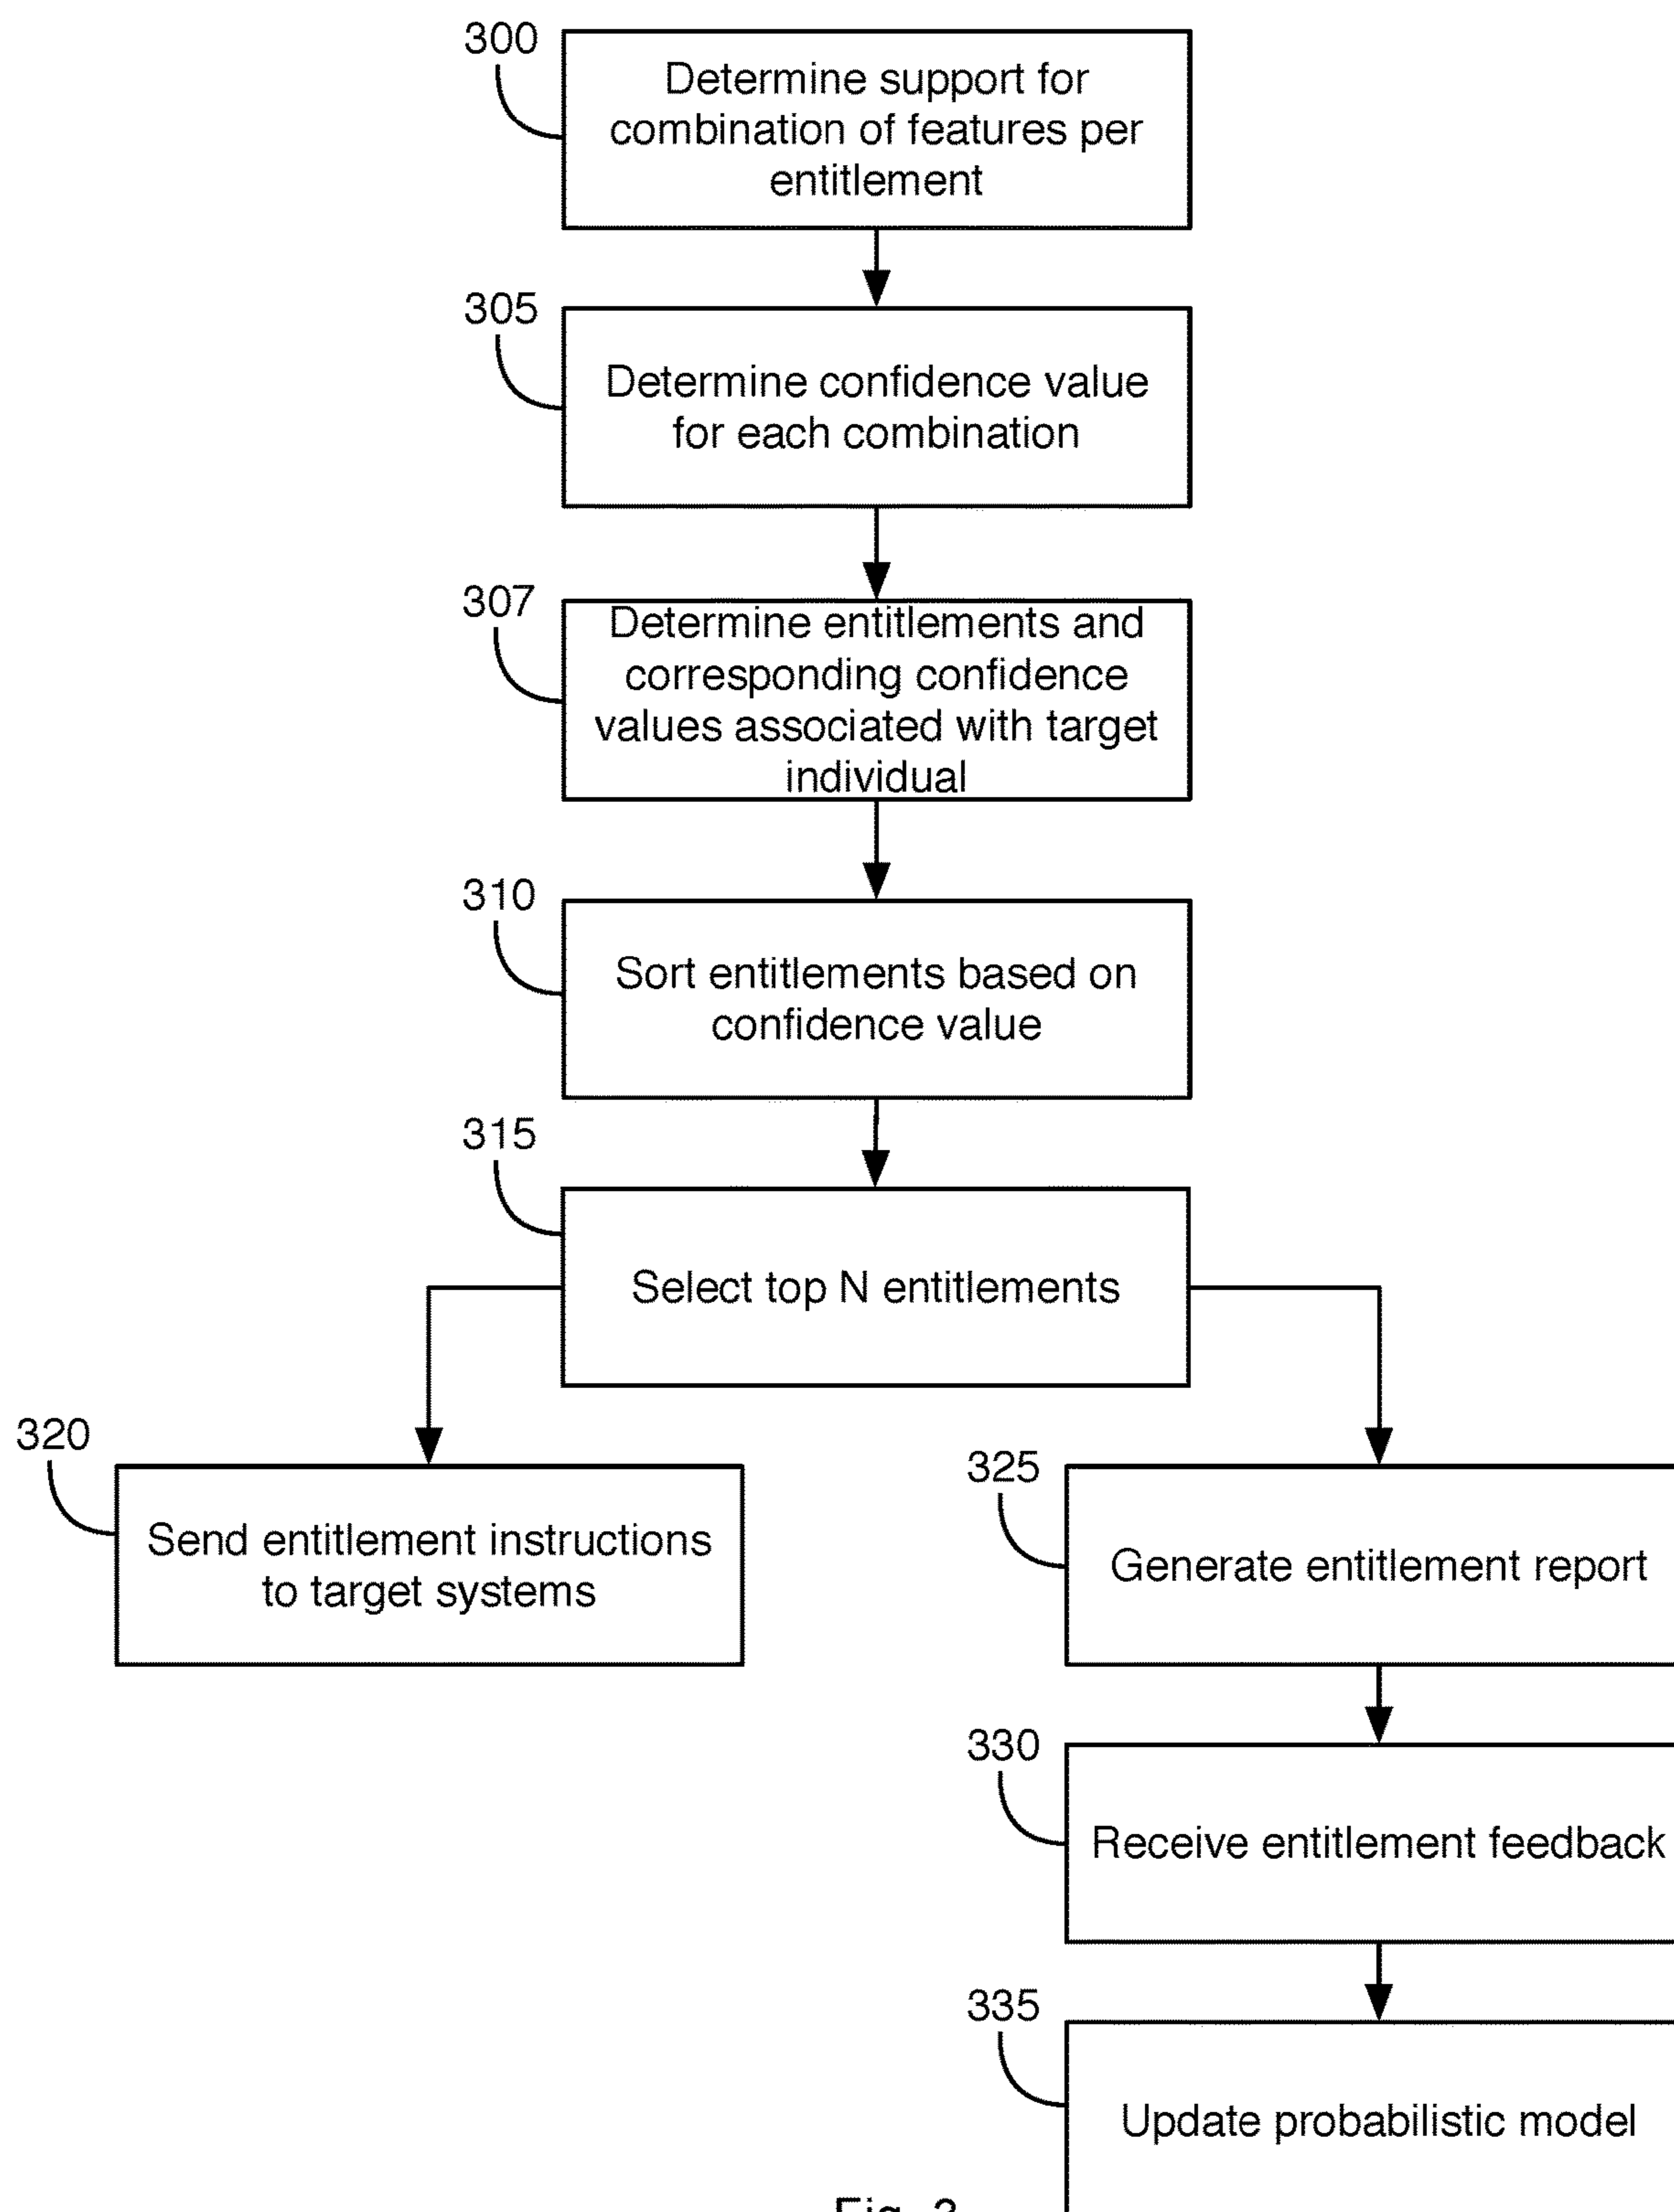 300
Determine support for
combination of features per
entitlement
305
Determine confidence value
for each combination
307
Determine entitlements and
corresponding confidence
values associated with target
individual
310
Sort entitlements based on
confidence value
315
Select top N entitlements
320
Send entitlement instructions
to target systems
325
Generate entitlement report
330
Receive entitlement feedback
335
Update probabilistic model